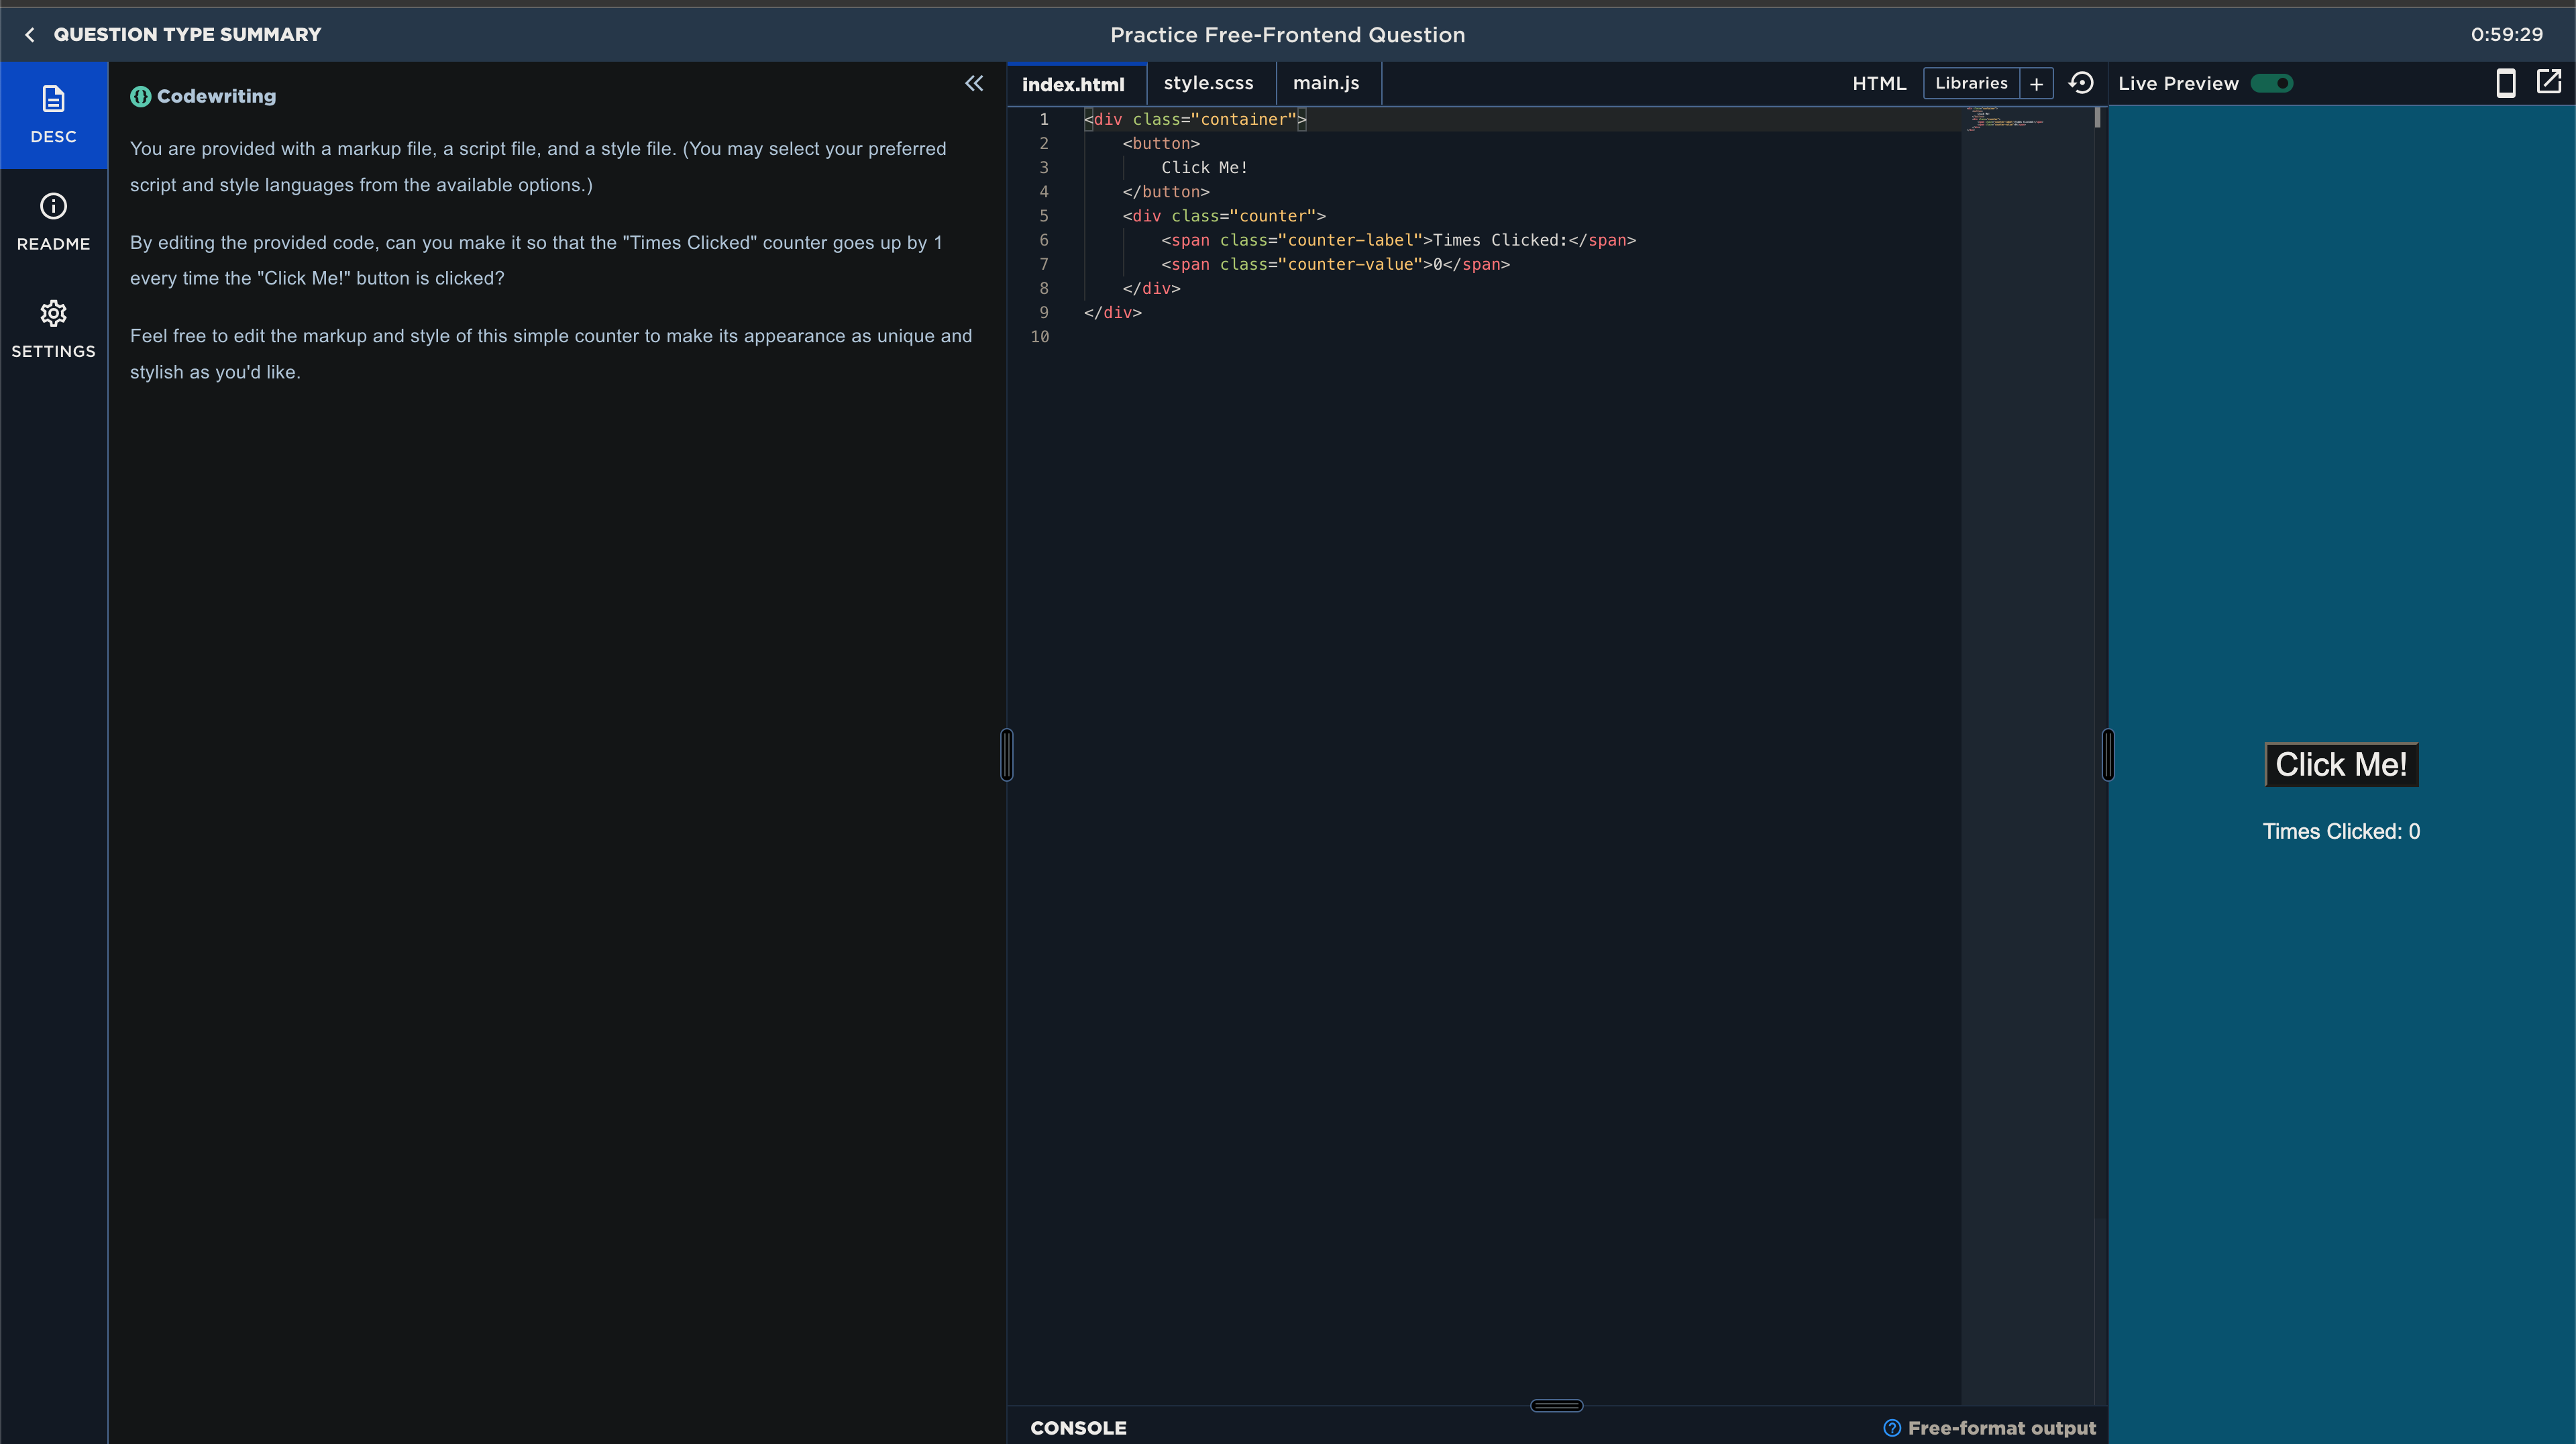 QUESTION TYPE SUMMARY
Practice Free-Frontend Question
0:59:29
DESC
README
SETTINGS
Codewriting
You are provided with a markup file, a script file, and a style file. (You may select your preferred
script and style languages from the available options.)
By editing the provided code, can you make it so that the "Times Clicked" counter goes up by 1
every time the "Click Me!" button is clicked?
Feel free to edit the markup and style of this simple counter to make its appearance as unique and
stylish as you'd like.
index.html
style.scss
main.js
HTML
Libraries +
1 <div class="container">
2     <button>
3         Click Me!
4     </button>
5     <div class="counter">
6         <span class="counter-label">Times Clicked:</span>
7         <span class="counter-value">0</span>
8     </div>
9 </div>
10
CONSOLE
Free-format output
Live Preview
Click Me!
Times Clicked: 0